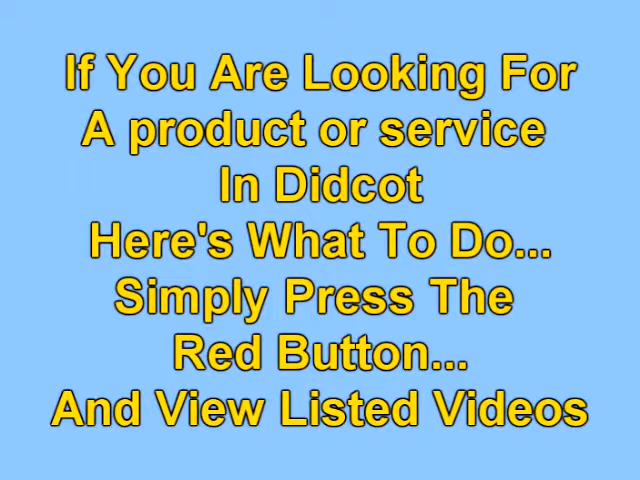 If You Are Looking For
A product or service
In Didcot
Here's What To Do...
Simply Press The
Red Button...
And View Listed Videos